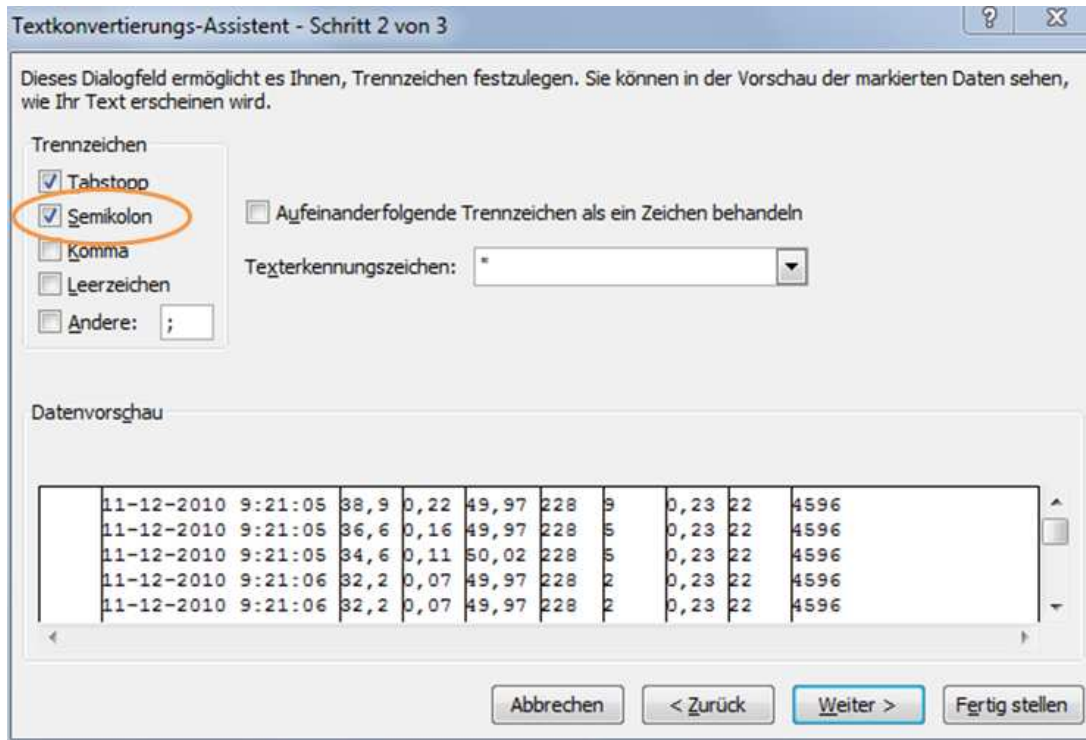 Textkonvertierungs-Assistent - Schritt 2 von 3
Dieses Dialogfeld ermöglicht es Ihnen, Trennzeichen festzulegen. Sie können in der Vorschau der markierten Daten sehen,
wie Ihr Text erscheinen wird.
Trennzeichen
Tabstopp
Semikolon
Komma
Leerzeichen
Andere: ;
Aufeinanderfolgende Trennzeichen als ein Zeichen behandeln
Texterkennungszeichen: "
Datenvorschau
11-12-2010 9:21:05 38,9 0,22 49,97 228 9 0,23 22 4596
11-12-2010 9:21:05 36,6 0,16 49,97 228 5 0,23 22 4596
11-12-2010 9:21:05 34,6 0,11 50,02 228 5 0,23 22 4596
11-12-2010 9:21:06 32,2 0,07 49,97 228 2 0,23 22 4596
11-12-2010 9:21:06 32,2 0,07 49,97 228 2 0,23 22 4596
Abbrechen < Zurück Weiter > Fertig stellen